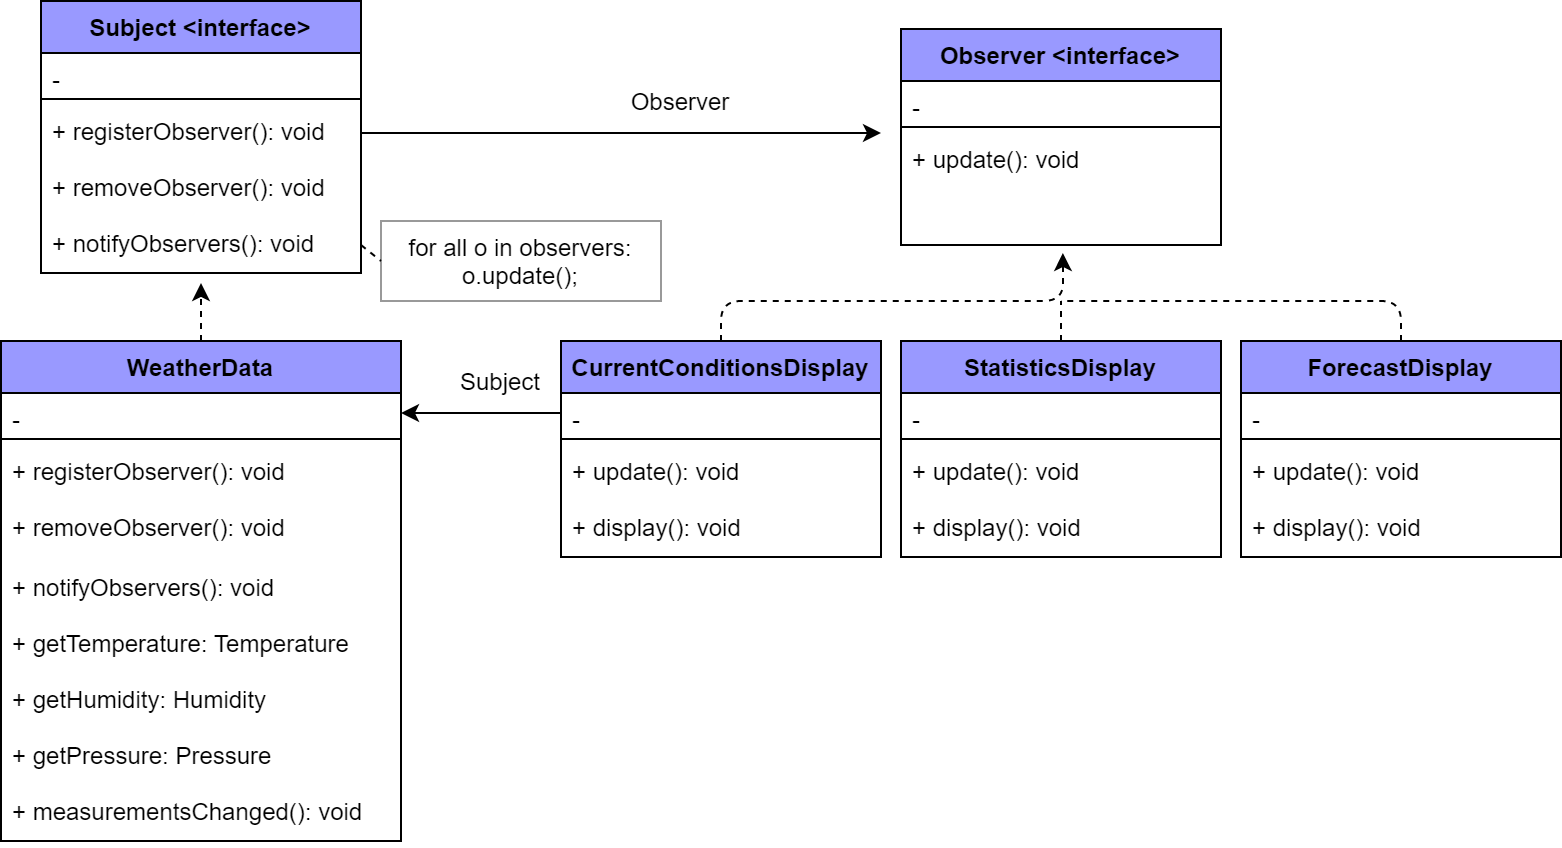 Subject <interface>
-
+ registerObserver(): void
+ removeObserver(): void
+ notifyObservers(): void
for all o in observers:
o.update();
Observer
Observer <interface>
-
+ update(): void
WeatherData
-
+ registerObserver(): void
+ removeObserver(): void
+ notifyObservers(): void
+ getTemperature: Temperature
+ getHumidity: Humidity
+ getPressure: Pressure
+ measurementsChanged(): void
Subject
CurrentConditionsDisplay
-
+ update(): void
+ display(): void
StatisticsDisplay
-
+ update(): void
+ display(): void
ForecastDisplay
-
+ update(): void
+ display(): void